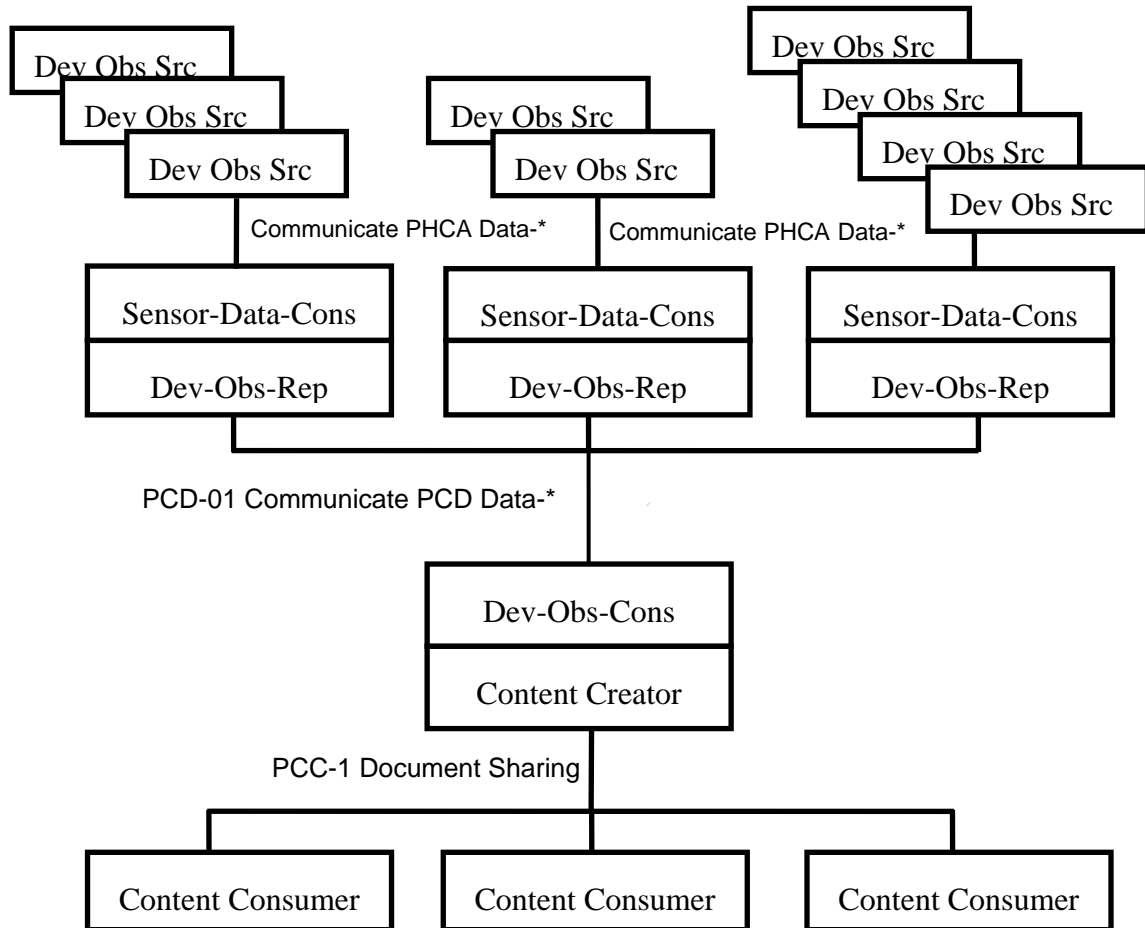 Dev Obs Src
Dev Obs Src
Dev Obs Src
Dev Obs Src
Dev Obs Src
Dev Obs Src
Dev Obs Src
Dev Obs Src
Dev Obs Src
Communicate PHCA Data-*
Communicate PHCA Data-*
Sensor-Data-Cons
Dev-Obs-Rep
Sensor-Data-Cons
Dev-Obs-Rep
Sensor-Data-Cons
Dev-Obs-Rep
PCD-01 Communicate PCD Data-*
Dev-Obs-Cons
Content Creator
PCC-1 Document Sharing
Content Consumer
Content Consumer
Content Consumer